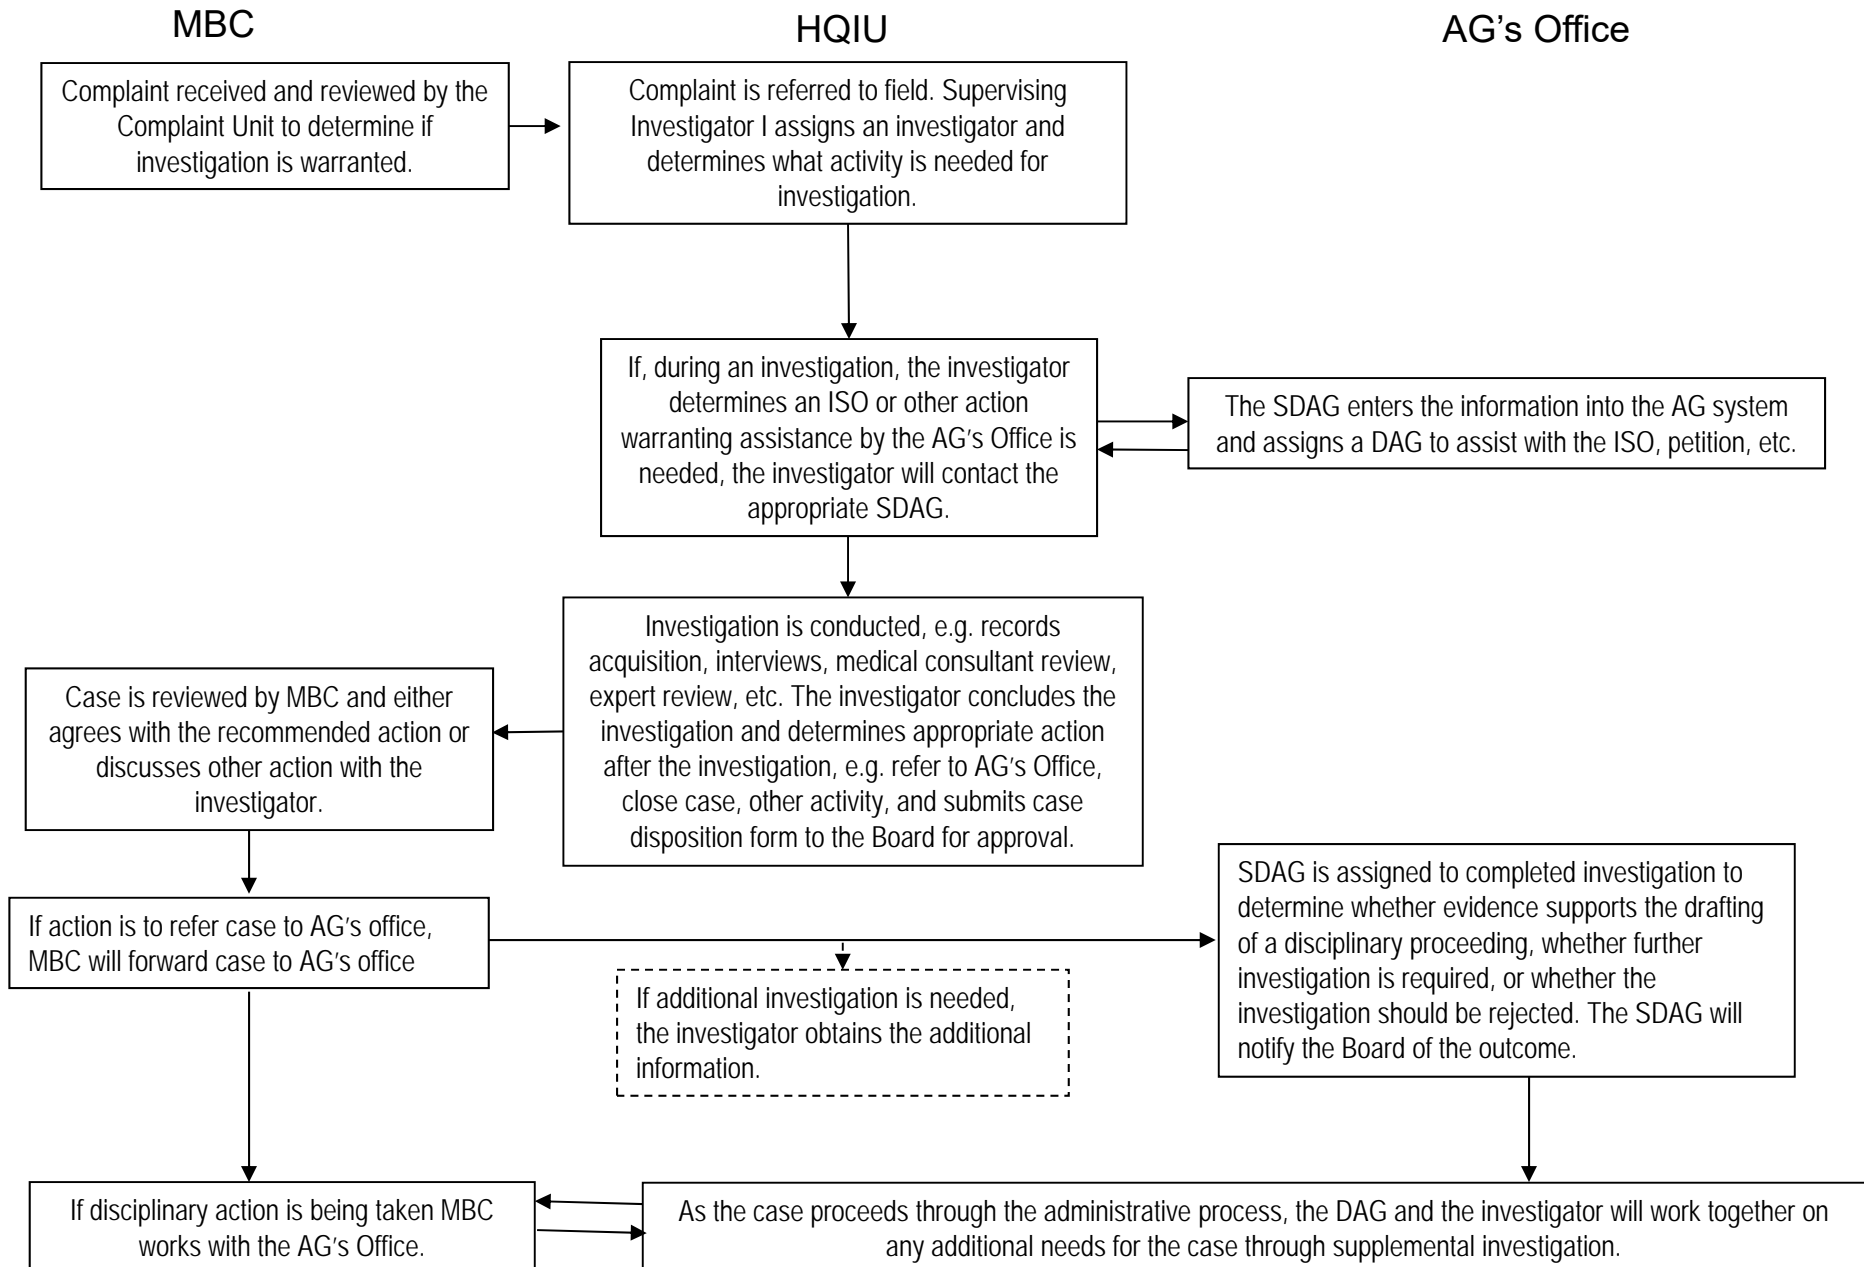 MBC
HQIU
AG's Office
Complaint received and reviewed by the
Complaint Unit to determine if
investigation is warranted.
Complaint is referred to field. Supervising
Investigator I assigns an investigator and
determines what activity is needed for
investigation.
If, during an investigation, the investigator
determines an ISO or other action
warranting assistance by the AG's Office is
needed, the investigator will contact the
appropriate SDAG.
The SDAG enters the information into the AG system
and assigns a DAG to assist with the ISO, petition, etc.
Investigation is conducted, e.g. records
acquisition, interviews, medical consultant review,
expert review, etc. The investigator concludes the
investigation and determines appropriate action
after the investigation, e.g. refer to AG's Office,
close case, other activity, and submits case
disposition form to the Board for approval.
Case is reviewed by MBC and either
agrees with the recommended action or
discusses other action with the
investigator.
If action is to refer case to AG's office,
MBC will forward case to AG's office
If additional investigation is needed,
the investigator obtains the additional
information.
SDAG is assigned to completed investigation to
determine whether evidence supports the drafting
of a disciplinary proceeding, whether further
investigation is required, or whether the
investigation should be rejected. The SDAG will
notify the Board of the outcome.
If disciplinary action is being taken MBC
works with the AG's Office.
As the case proceeds through the administrative process, the DAG and the investigator will work together on
any additional needs for the case through supplemental investigation.